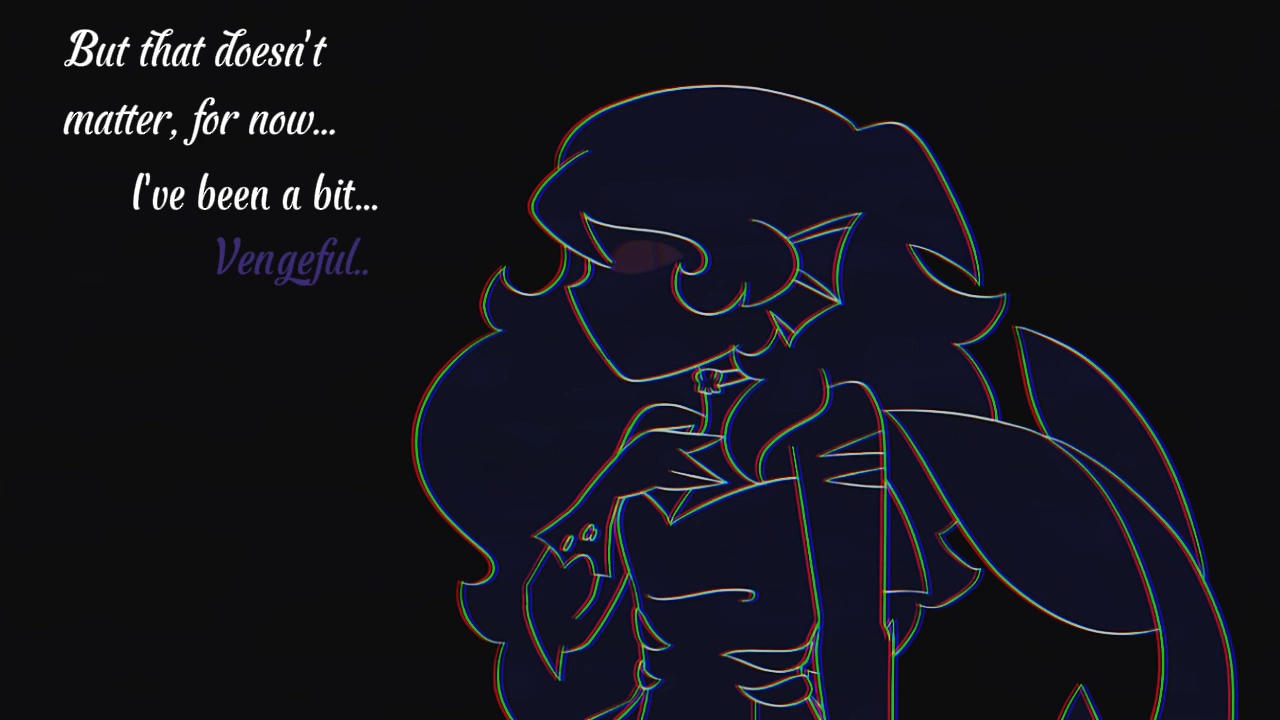 But that doesn't
matter, for now...
I've been a bit...
Vengeful..